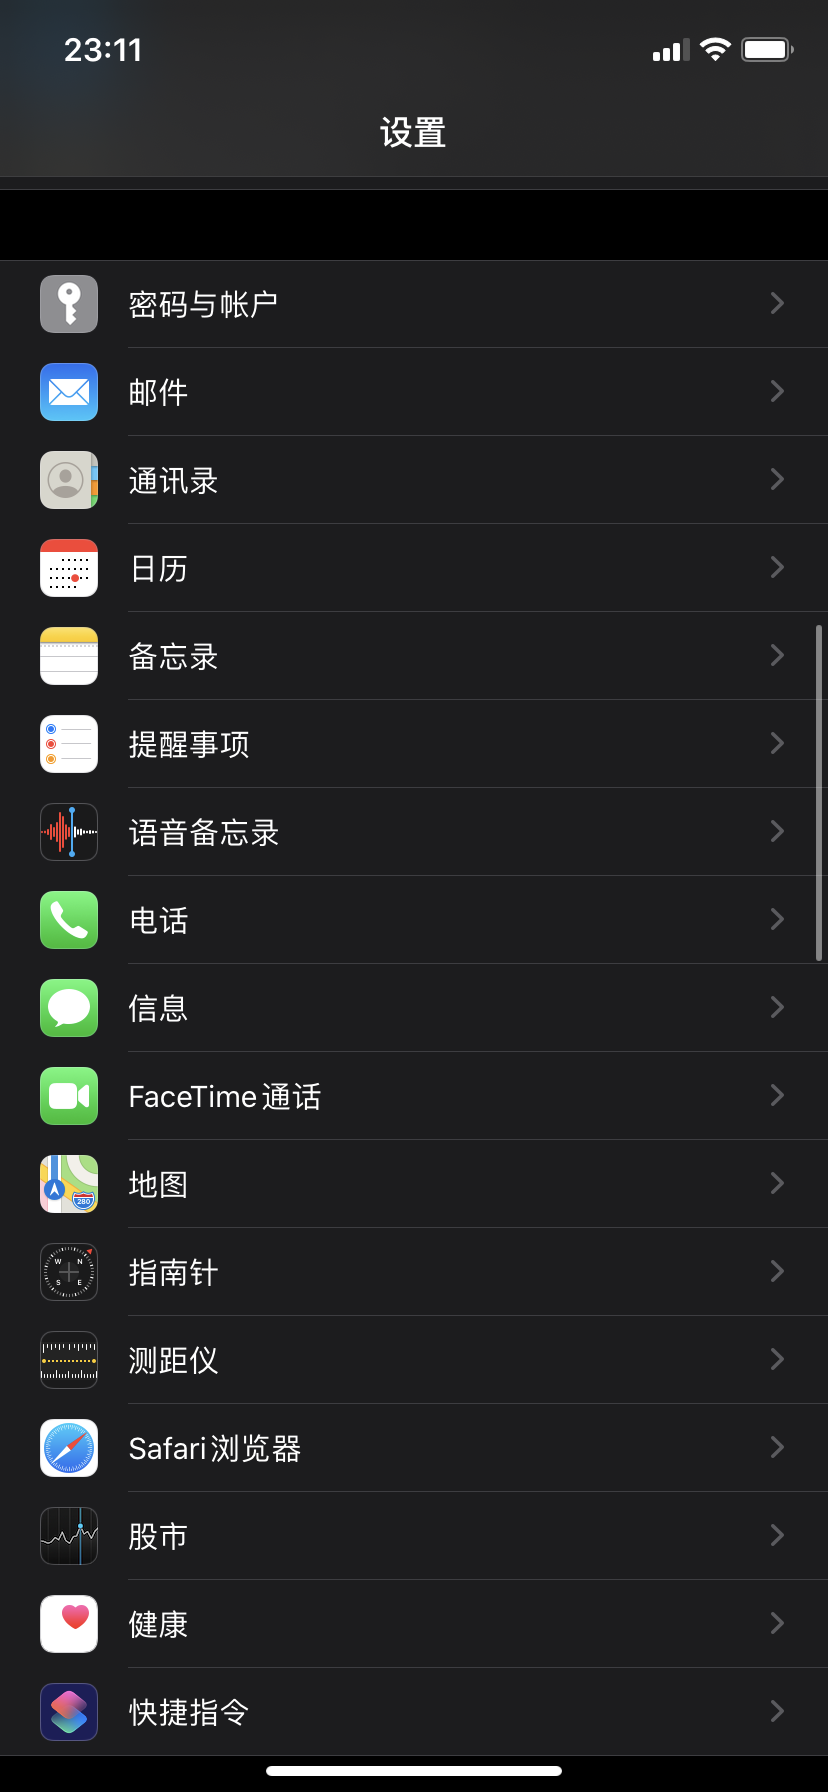 23:11
设置
密码与帐户
邮件
通讯录
日历
备忘录
提醒事项
语音备忘录
电话
信息
FaceTime通话
地图
280
指南针
W N
S E
测距仪
Safari浏览器
股市
健康
快捷指令